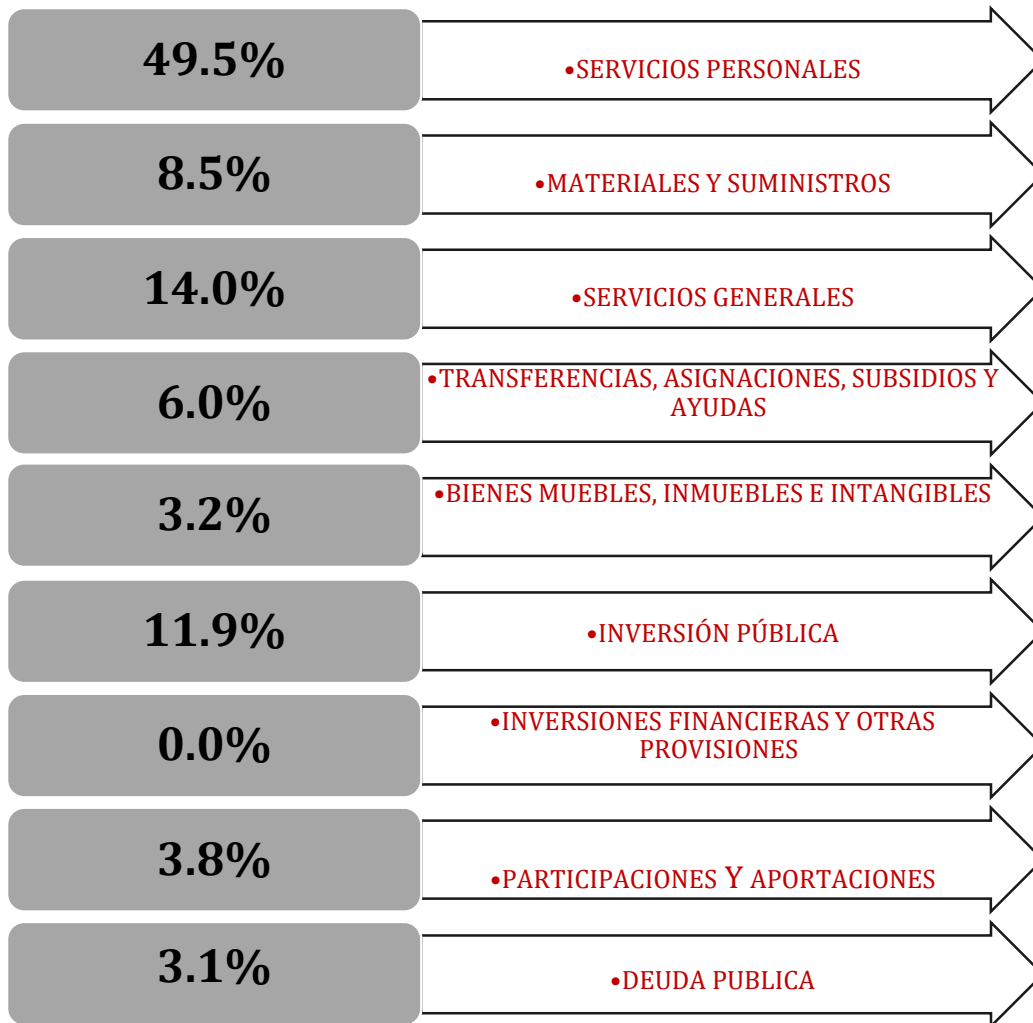 49.5%
•SERVICIOS PERSONALES
8.5%
•MATERIALES Y SUMINISTROS
14.0%
•SERVICIOS GENERALES
6.0%
•TRANSFERENCIAS, ASIGNACIONES, SUBSIDIOS Y
AYUDAS
3.2%
•BIENES MUEBLES, INMUEBLES E INTANGIBLES
11.9%
•INVERSIÓN PÚBLICA
0.0%
•INVERSIONES FINANCIERAS Y OTRAS
PROVISIONES
3.8%
•PARTICIPACIONES Y APORTACIONES
3.1%
•DEUDA PUBLICA